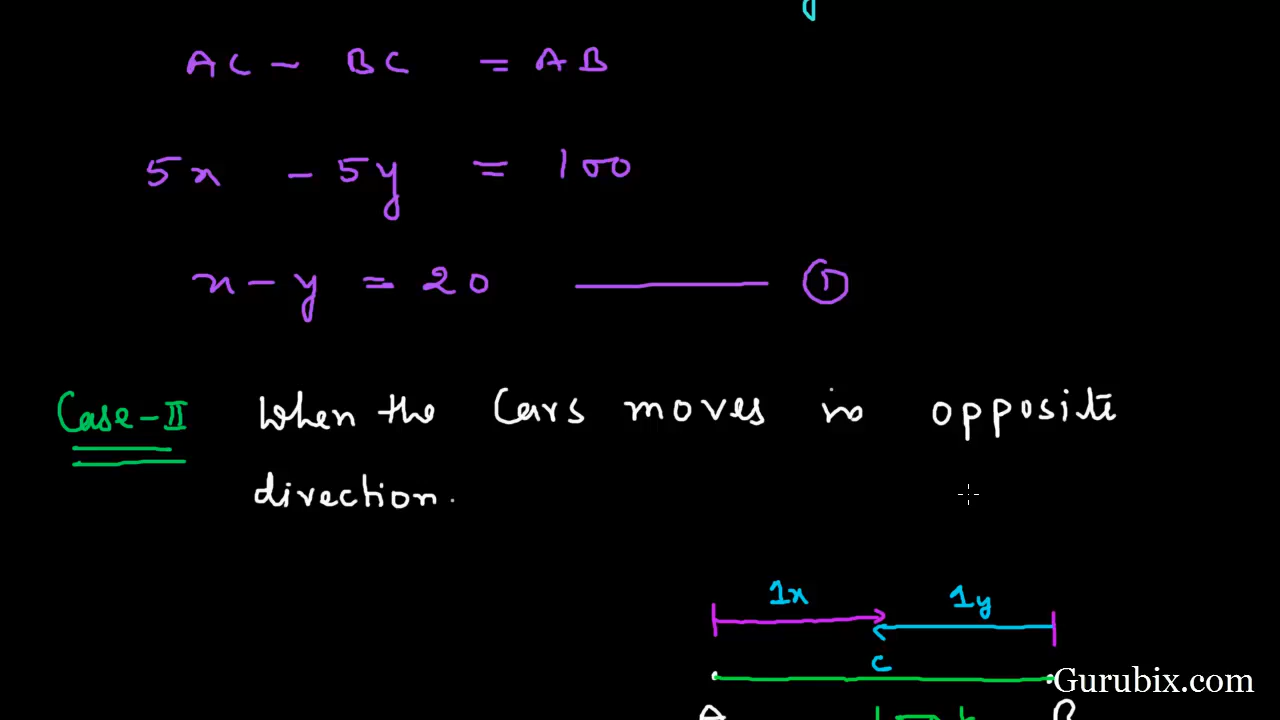 AC - BC = AB
5x - 5y = 100
x - y = 20 ——— ①
Case-II When the Cars moves in opposite
direction.
1x 1y
C
A B
Gurubix.com